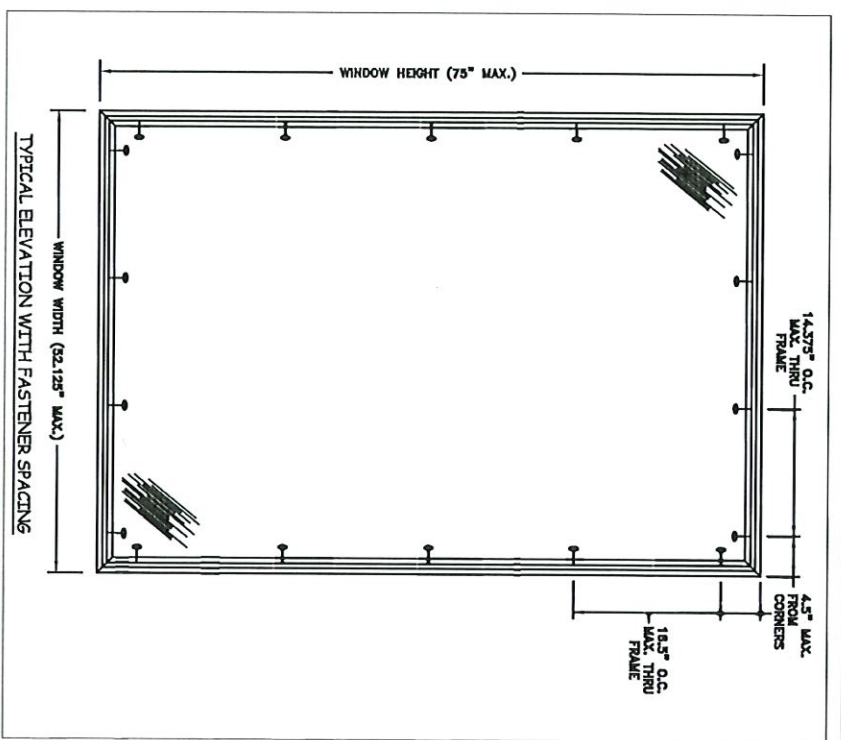 WINDOW HEIGHT (75" MAX.)
14.375" O.C.
MAX. THRU
FRAME
4.5" MAX.
FROM
CORNERS
16.5" O.C.
MAX. THRU
FRAME
WINDOW WIDTH (52.125" MAX.)
TYPICAL ELEVATION WITH FASTENER SPACING